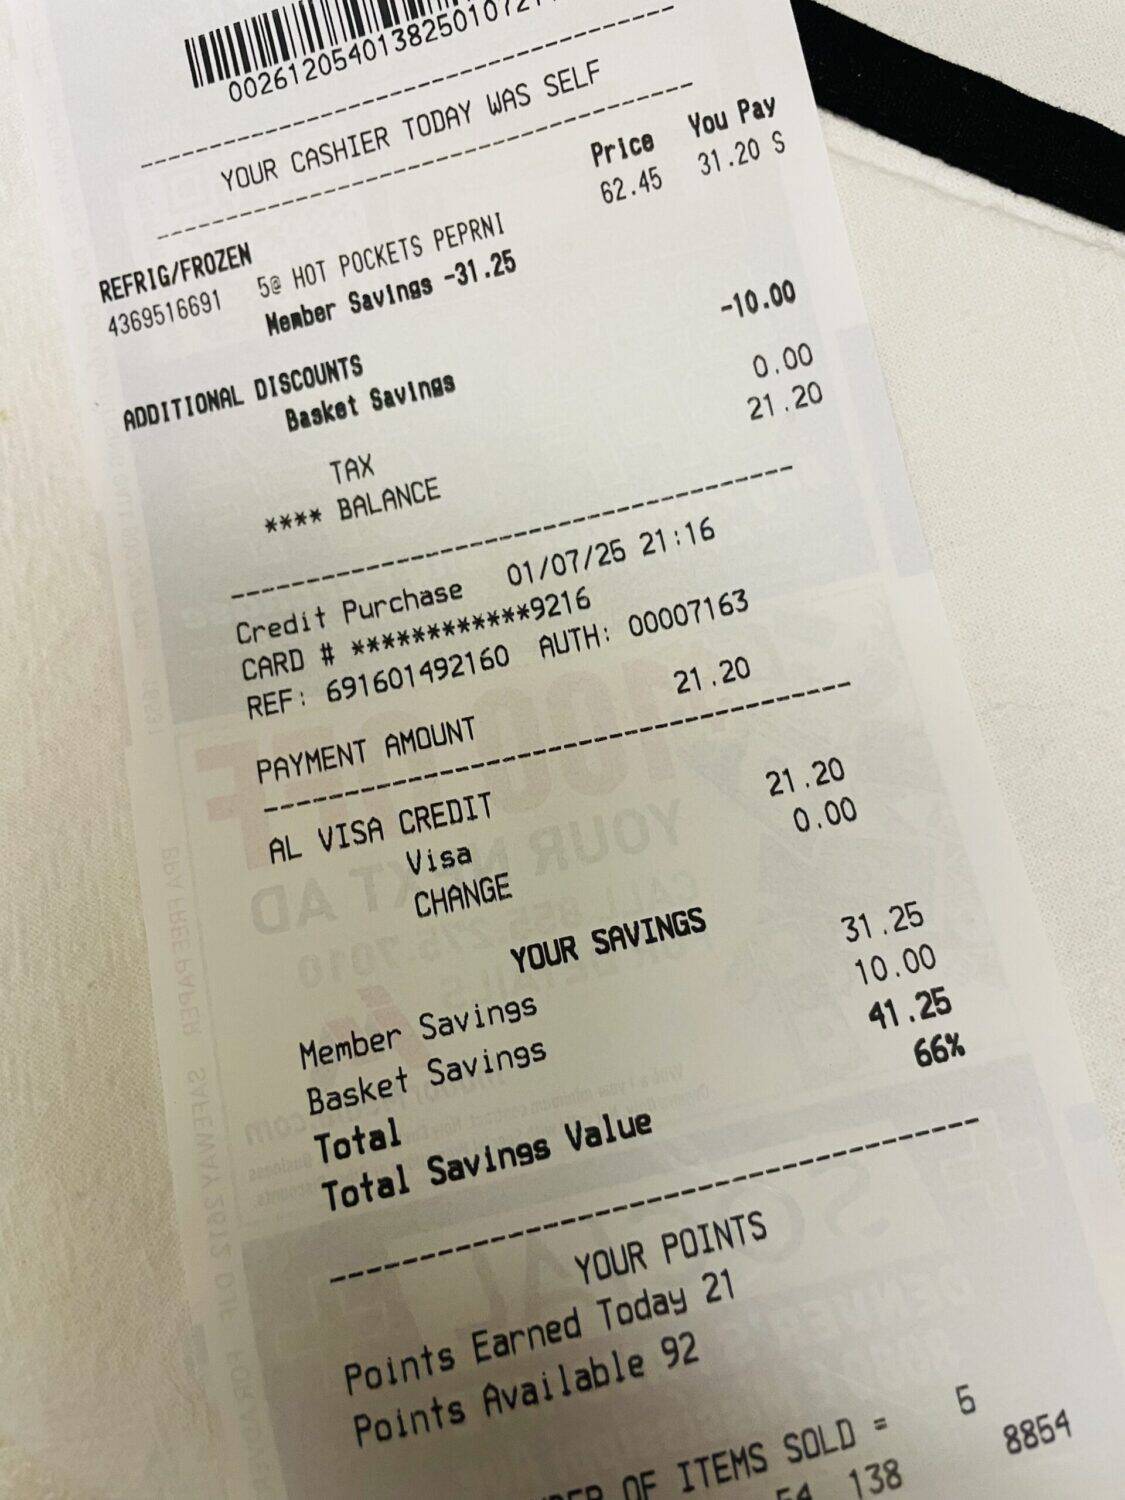 YOUR CASHIER TODAY WAS SELF
Price You Pay
REFRIG/FROZEN
4369516691 5@ HOT POCKETS PEPRNI 62.45 31.20 S
Member Savings -31.25
ADDITIONAL DISCOUNTS
Basket Savings -10.00
TAX 0.00
**** BALANCE 21.20
Credit Purchase 01/07/25 21:16
CARD # ************9216
REF: 691601492160 AUTH: 00007163
PAYMENT AMOUNT 21.20
AL VISA CREDIT
Visa 21.20
CHANGE 0.00
YOUR SAVINGS
Member Savings 31.25
Basket Savings 10.00
Total 41.25
Total Savings Value 66%
YOUR POINTS
Points Earned Today 21
Points Available 92
OF ITEMS SOLD = 5
138 8854